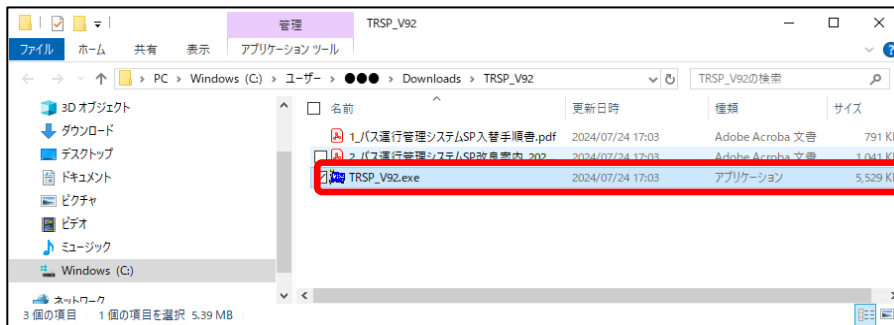 管理 TRSP_V92
ファイル ホーム 共有 表示 アプリケーション ツール
PC › Windows (C:) › ユーザー › ●●● › Downloads › TRSP_V92 TRSP_V92の検索
3D オブジェクト
ダウンロード
デスクトップ
ドキュメント
ピクチャ
ビデオ
ミュージック
Windows (C:)
ネットワーク
名前 更新日時 種類 サイズ
1_バス運行管理システムSP入替手順書.pdf 2024/07/24 17:03 Adobe Acroba 文書 791 K
2_バス運行管理システムSP改良案内_202... 2024/07/24 17:03 Adobe Acroba 文書 1,041 K
TRSP_V92.exe 2024/07/24 17:03 アプリケーション 5,529 K
3 個の項目 1 個の項目を選択 5.39 MB